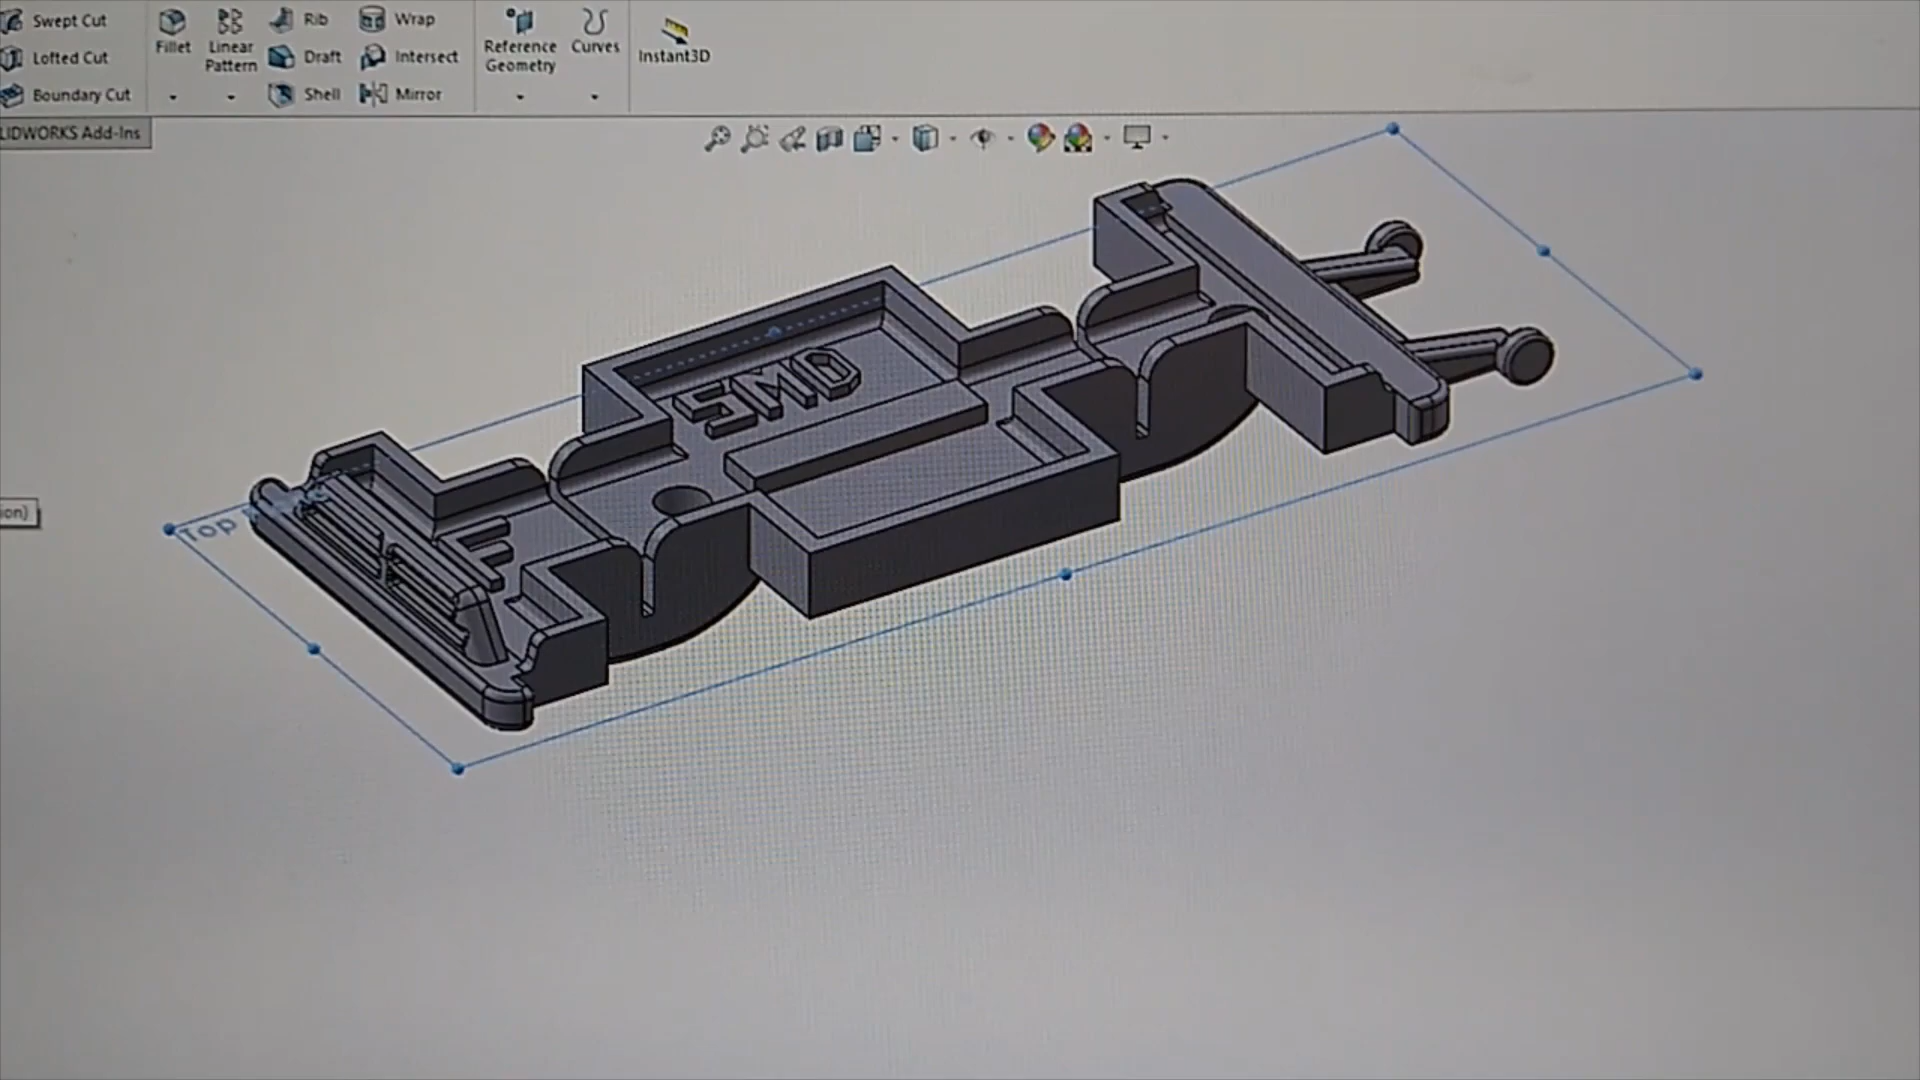 Swept Cut
Lofted Cut
Boundary Cut
Fillet
Linear
Pattern
Rib
Draft
Shell
Wrap
Intersect
Mirror
Reference
Geometry
Curves
Instant3D
LIDWORKS Add-Ins
SMD
F
Top
ion)